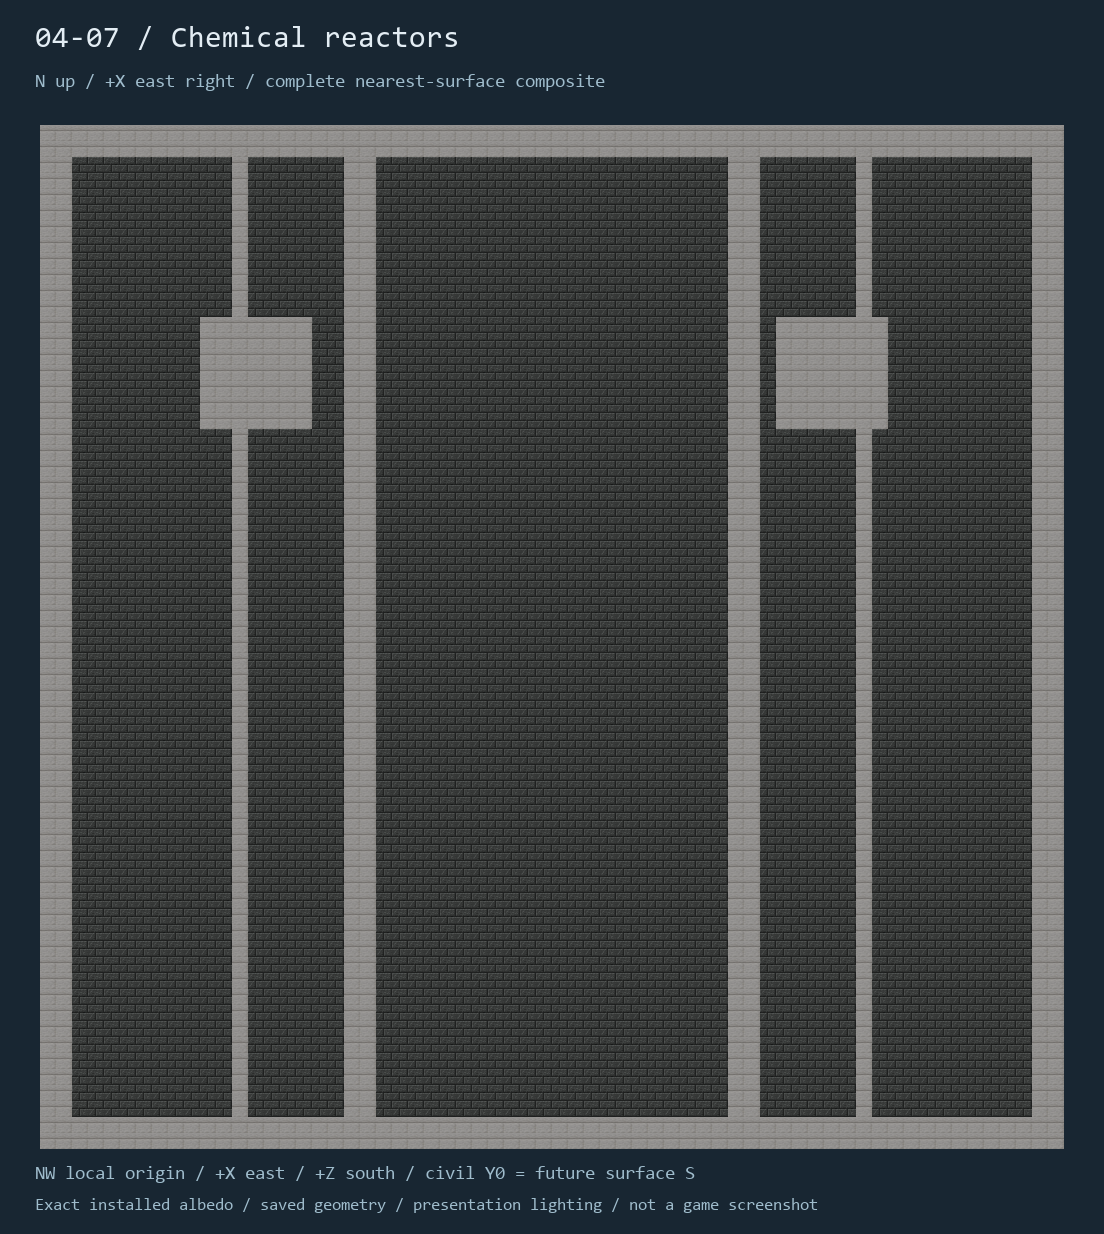 04-07 / Chemical reactors
N up / +X east right / complete nearest-surface composite
NW local origin / +X east / +Z south / civil Y0 = future surface S
Exact installed albedo / saved geometry / presentation lighting / not a game screenshot